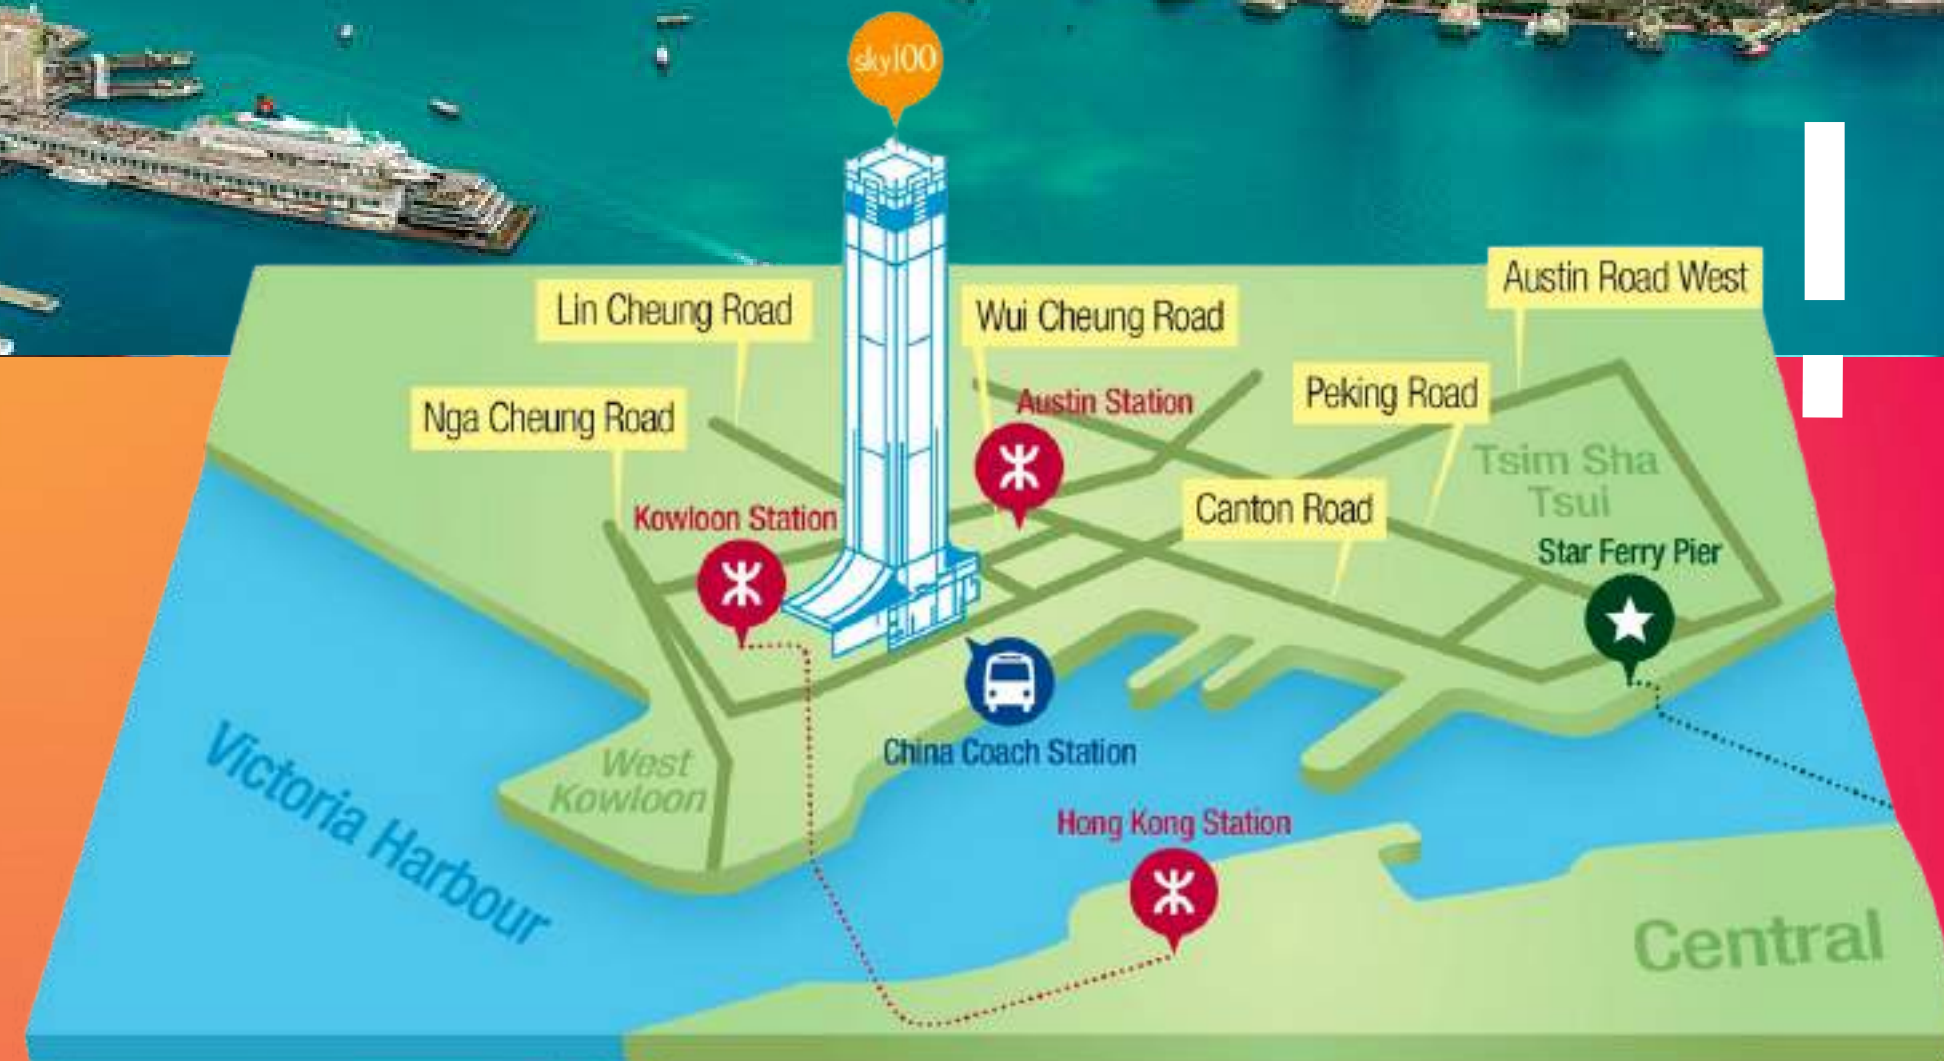 sky100
Austin Road West
Lin Cheung Road
Wui Cheung Road
Peking Road
Austin Station
Nga Cheung Road
Tsim Sha
Tsui
Canton Road
Kowloon Station
Star Ferry Pier
China Coach Station
West
Kowloon
Victoria Harbour
Hong Kong Station
Central